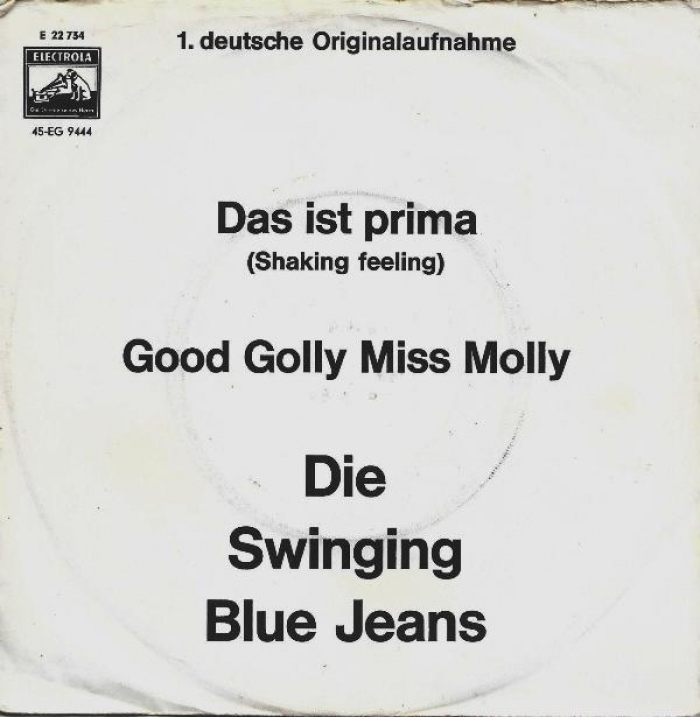 E 22 734
1. deutsche Originalaufnahme
ELECTROLA
45-EG 9444
Das ist prima
(Shaking feeling)
Good Golly Miss Molly
Die
Swinging
Blue Jeans